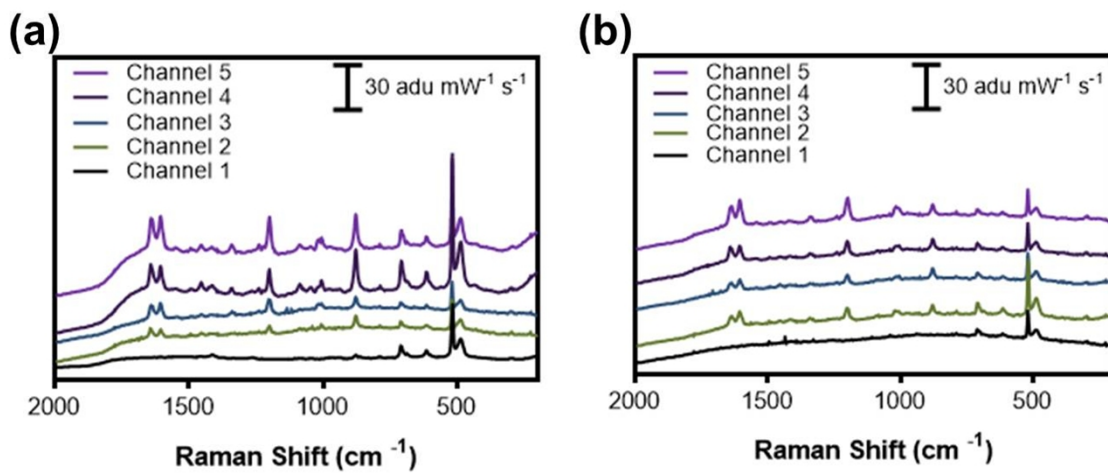 (a)
Channel 5
Channel 4
Channel 3
Channel 2
Channel 1
30 adu mW⁻¹ s⁻¹
2000 1500 1000 500
Raman Shift (cm ⁻¹)
(b)
Channel 5
Channel 4
Channel 3
Channel 2
Channel 1
30 adu mW⁻¹ s⁻¹
2000 1500 1000 500
Raman Shift (cm ⁻¹)